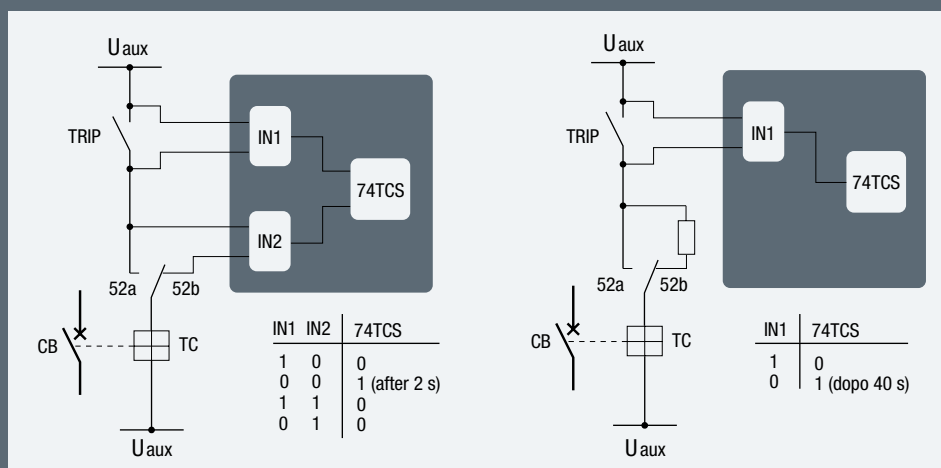 Uaux
TRIP
IN1
74TCS
IN2
52a 52b
CB
TC
IN1 IN2 74TCS
1 0 0
0 0 1 (after 2 s)
1 1 0
0 1 0
Uaux
Uaux
TRIP
IN1
74TCS
52a 52b
CB
TC
IN1 74TCS
1 0
0 1 (dopo 40 s)
Uaux